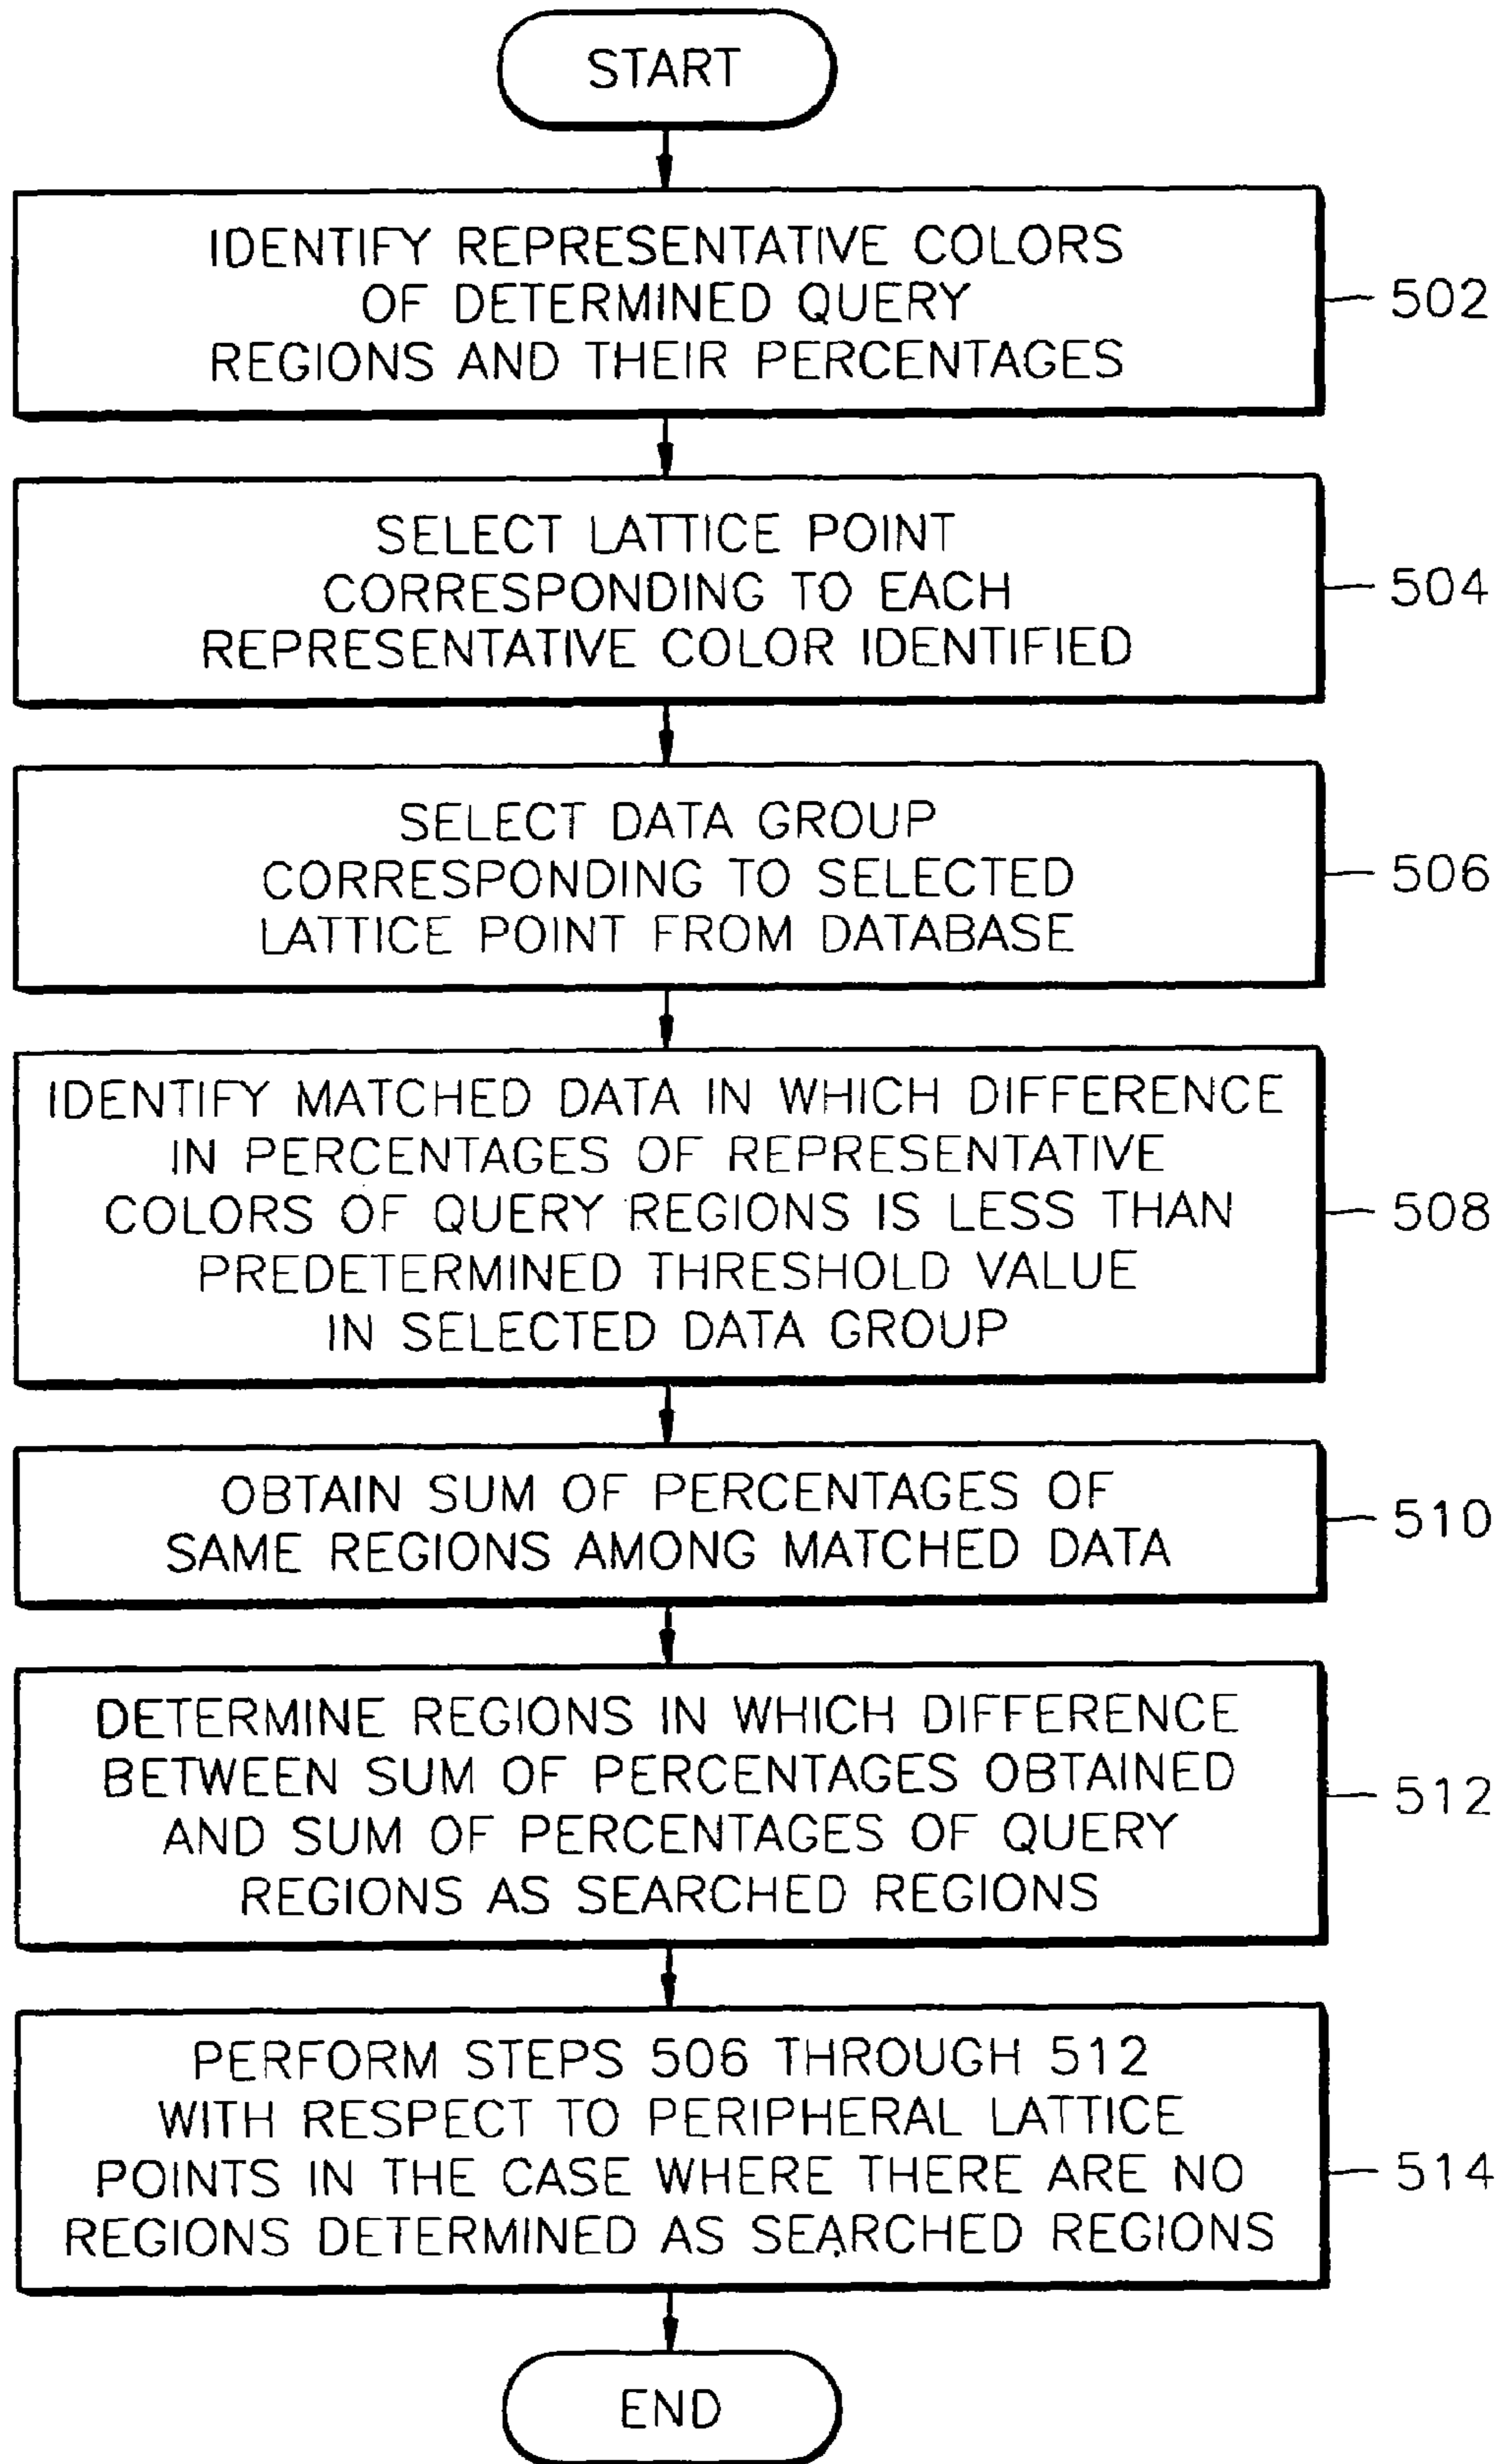 START
IDENTIFY REPRESENTATIVE COLORS
OF DETERMINED QUERY
REGIONS AND THEIR PERCENTAGES
502
SELECT LATTICE POINT
CORRESPONDING TO EACH
REPRESENTATIVE COLOR IDENTIFIED
504
SELECT DATA GROUP
CORRESPONDING TO SELECTED
LATTICE POINT FROM DATABASE
506
IDENTIFY MATCHED DATA IN WHICH DIFFERENCE
IN PERCENTAGES OF REPRESENTATIVE
COLORS OF QUERY REGIONS IS LESS THAN
PREDETERMINED THRESHOLD VALUE
IN SELECTED DATA GROUP
508
OBTAIN SUM OF PERCENTAGES OF
SAME REGIONS AMONG MATCHED DATA
510
DETERMINE REGIONS IN WHICH DIFFERENCE
BETWEEN SUM OF PERCENTAGES OBTAINED
AND SUM OF PERCENTAGES OF QUERY
REGIONS AS SEARCHED REGIONS
512
PERFORM STEPS 506 THROUGH 512
WITH RESPECT TO PERIPHERAL LATTICE
POINTS IN THE CASE WHERE THERE ARE NO
REGIONS DETERMINED AS SEARCHED REGIONS
514
END